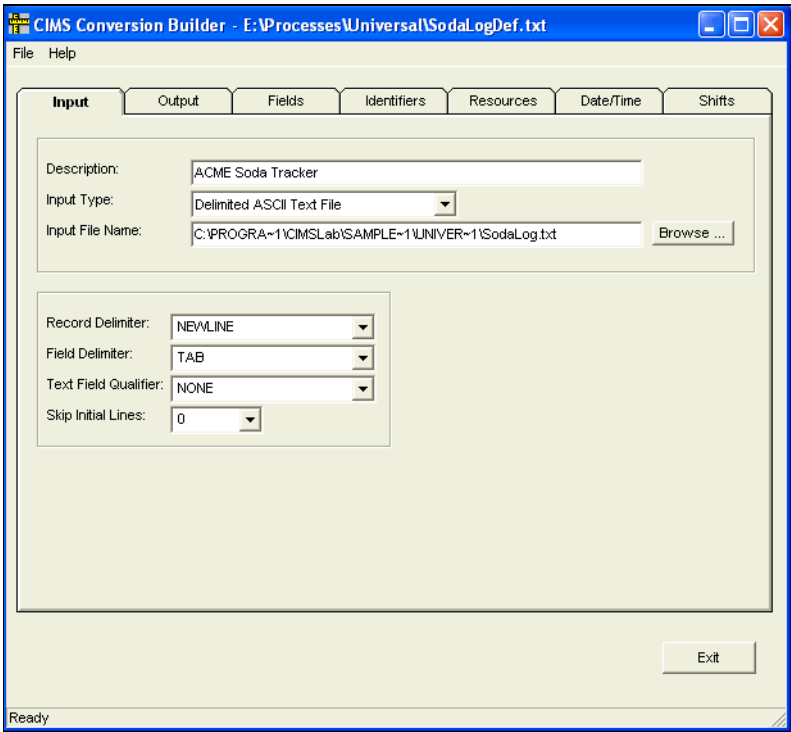 CIMS Conversion Builder - E:\Processes\Universal\SodaLogDef.txt
File Help
Input Output Fields Identifiers Resources Date/Time Shifts
Description: ACME Soda Tracker
Input Type: Delimited ASCII Text File
Input File Name: C:\PROGRA~1\CIMSLab\SAMPLE~1\UNIVER~1\SodaLog.txt Browse ...
Record Delimiter: NEWLINE
Field Delimiter: TAB
Text Field Qualifier: NONE
Skip Initial Lines: 0
Exit
Ready